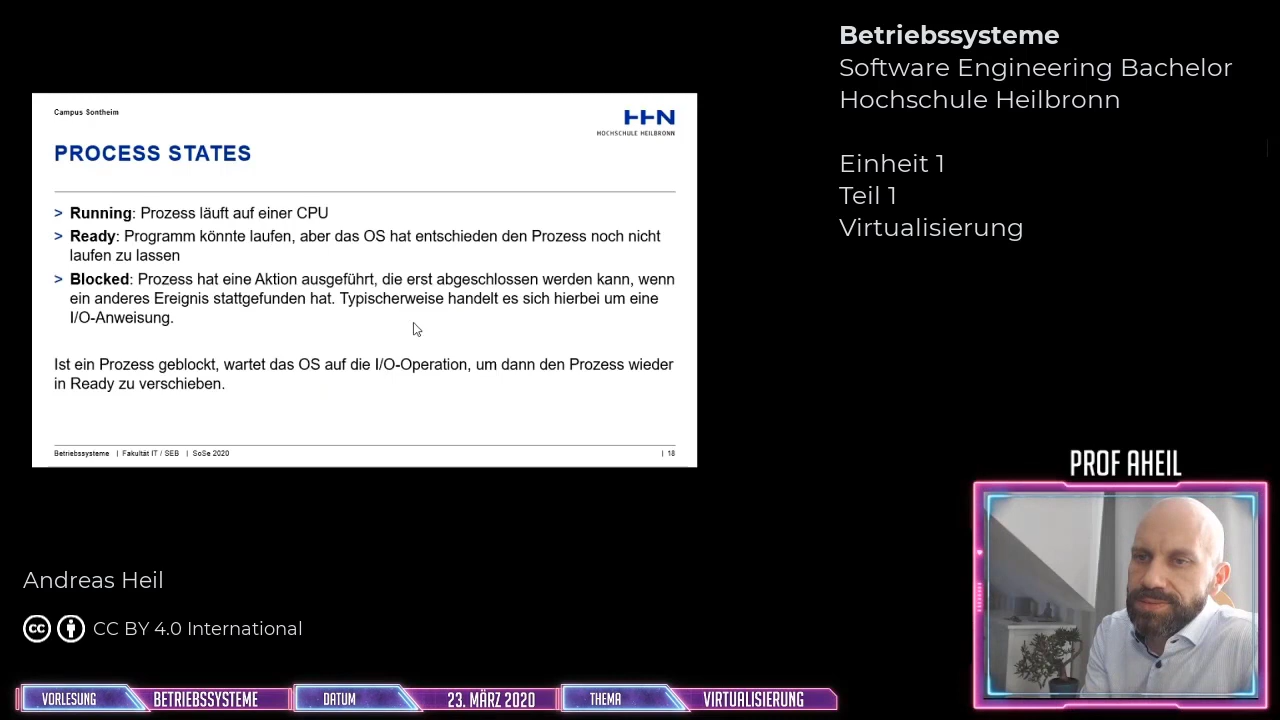 Betriebssysteme
Software Engineering Bachelor
Hochschule Heilbronn
Einheit 1
Teil 1
Virtualisierung
Campus Sontheim
HHN
HOCHSCHULE HEILBRONN
PROCESS STATES
> Running: Prozess läuft auf einer CPU
> Ready: Programm könnte laufen, aber das OS hat entschieden den Prozess noch nicht
laufen zu lassen
> Blocked: Prozess hat eine Aktion ausgeführt, die erst abgeschlossen werden kann, wenn
ein anderes Ereignis stattgefunden hat. Typischerweise handelt es sich hierbei um eine
I/O-Anweisung.
Ist ein Prozess geblockt, wartet das OS auf die I/O-Operation, um dann den Prozess wieder
in Ready zu verschieben.
Betriebssysteme | Fakultät IT / SEB | SoSe 2020 | 18
PROF AHEIL
Andreas Heil
CC BY 4.0 International
VORLESUNG BETRIEBSSYSTEME DATUM 23. MÄRZ 2020 THEMA VIRTUALISIERUNG